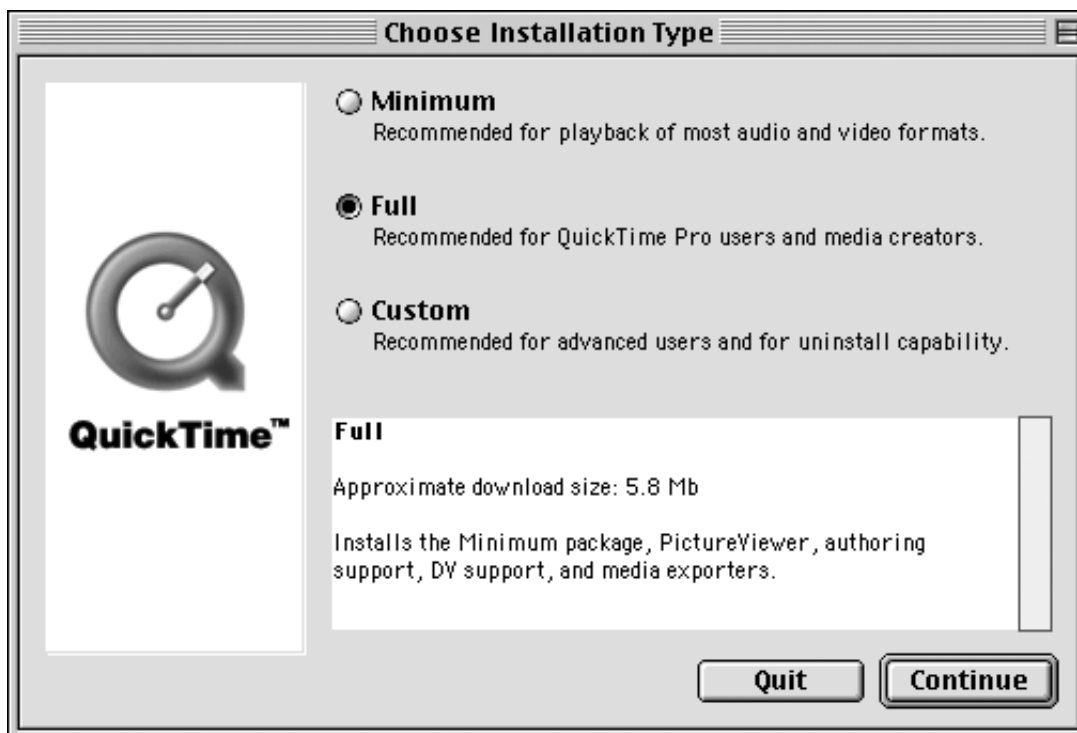 Choose Installation Type
Minimum
Recommended for playback of most audio and video formats.
Full
Recommended for QuickTime Pro users and media creators.
Custom
Recommended for advanced users and for uninstall capability.
QuickTime™
Full
Approximate download size: 5.8 Mb
Installs the Minimum package, PictureViewer, authoring
support, DV support, and media exporters.
Quit
Continue